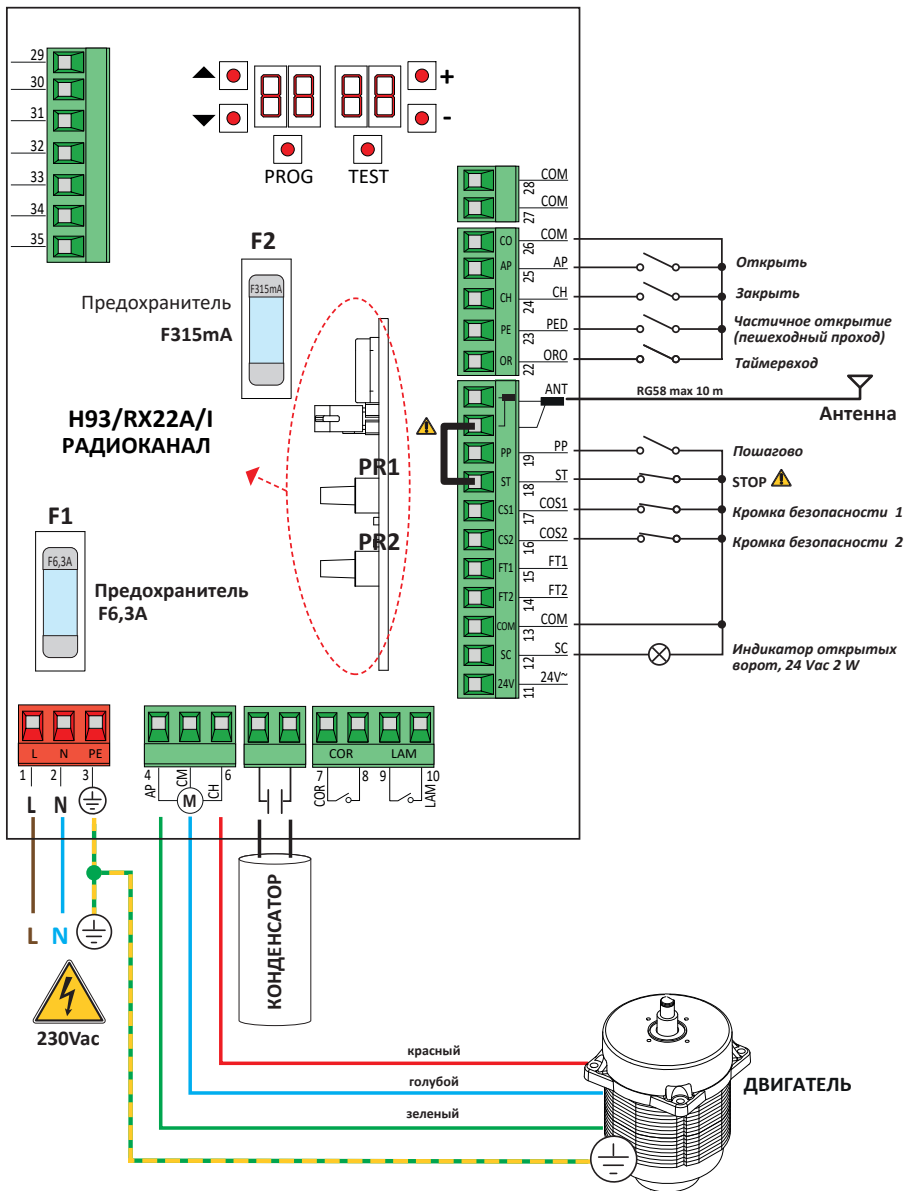 29
30
31
32
33
34
35
+
-
PROG
TEST
F2
F315mA
Предохранитель
F315mA
H93/RX22A/I
РАДИОКАНАЛ
PR1
PR2
F1
F6,3A
Предохранитель
F6,3A
28 COM
27 COM
CO 26 COM
AP 25 AP
Открыть
CH 24 CH
Закрыть
PE 23 PED
Частичное открытие
(пешеходный проход)
OR 22 ORO
Таймервход
ANT
RG58 max 10 m
Антенна
PP 19 PP
Пошагово
ST 18 ST
STOP
CS1 17 COS1
Кромка безопасности 1
CS2 16 COS2
Кромка безопасности 2
FT1 15 FT1
FT2 14 FT2
COM 13 COM
SC 12 SC
Индикатор открытых
ворот, 24 Vac 2 W
24V 11 24V~
L N PE
1 2 3
L N
L N
230Vac
4 6
AP CM CH
M
COR LAM
7 8 9 10
COR LAM
КОНДЕНСАТОР
красный
голубой
зеленый
ДВИГАТЕЛЬ